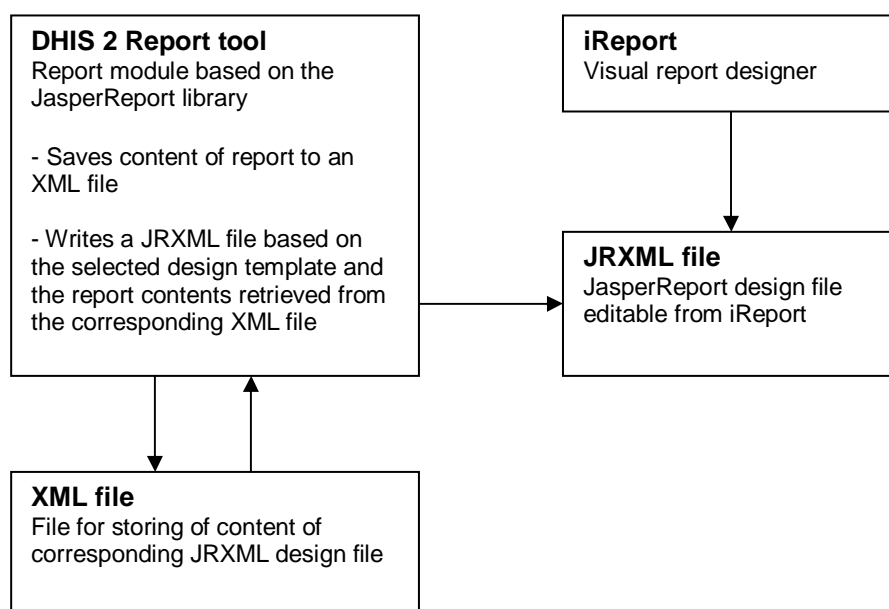 DHIS 2 Report tool
Report module based on the
JasperReport library
- Saves content of report to an
XML file
- Writes a JRXML file based on
the selected design template and
the report contents retrieved from
the corresponding XML file
iReport
Visual report designer
JRXML file
JasperReport design file
editable from iReport
XML file
File for storing of content of
corresponding JRXML design file